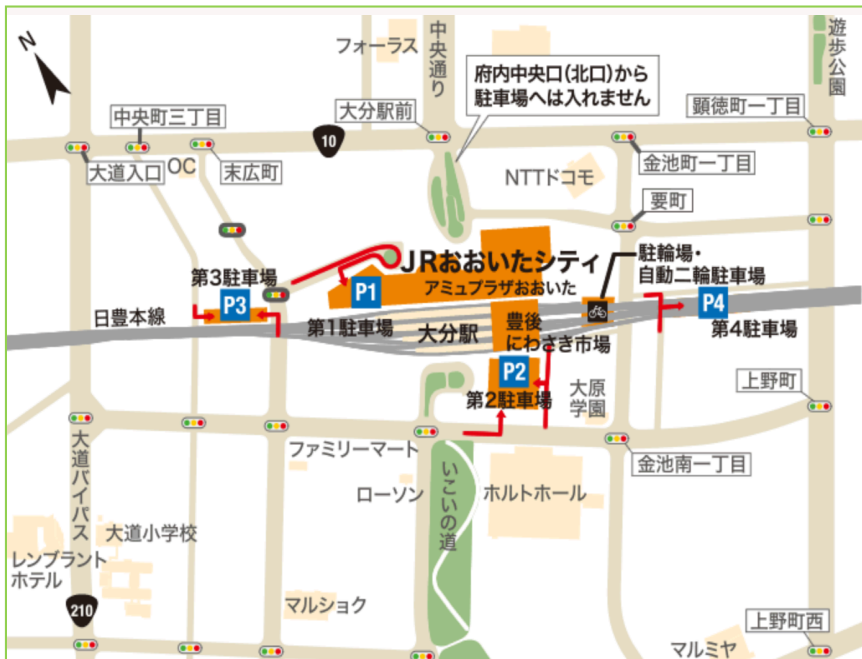 N
フォーラス
中央通り
府内中央口(北口)から
駐車場へは入れません
遊歩公園
中央町三丁目
大分駅前
顕徳町一丁目
10
大道入口
OC
末広町
NTTドコモ
金池町一丁目
要町
JRおおいたシティ
アミュプラザおおいた
駐輪場・
自動二輪駐車場
第3駐車場
P3
P1
P4
日豊本線
第1駐車場
大分駅
豊後
にわさき市場
第4駐車場
P2
第2駐車場
大原
学園
上野町
大道バイパス
ファミリーマート
金池南一丁目
ローソン
いこいの道
ホルトホール
大道小学校
レンブラント
ホテル
210
マルショク
上野町西
マルミヤ